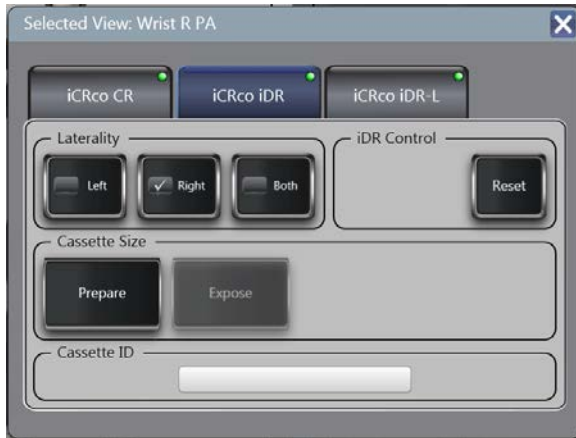 Selected View: Wrist R PA
iCRco CR
iCRco iDR
iCRco iDR-L
Laterality
iDR Control
Left
Right
Both
Reset
Cassette Size
Prepare
Expose
Cassette ID